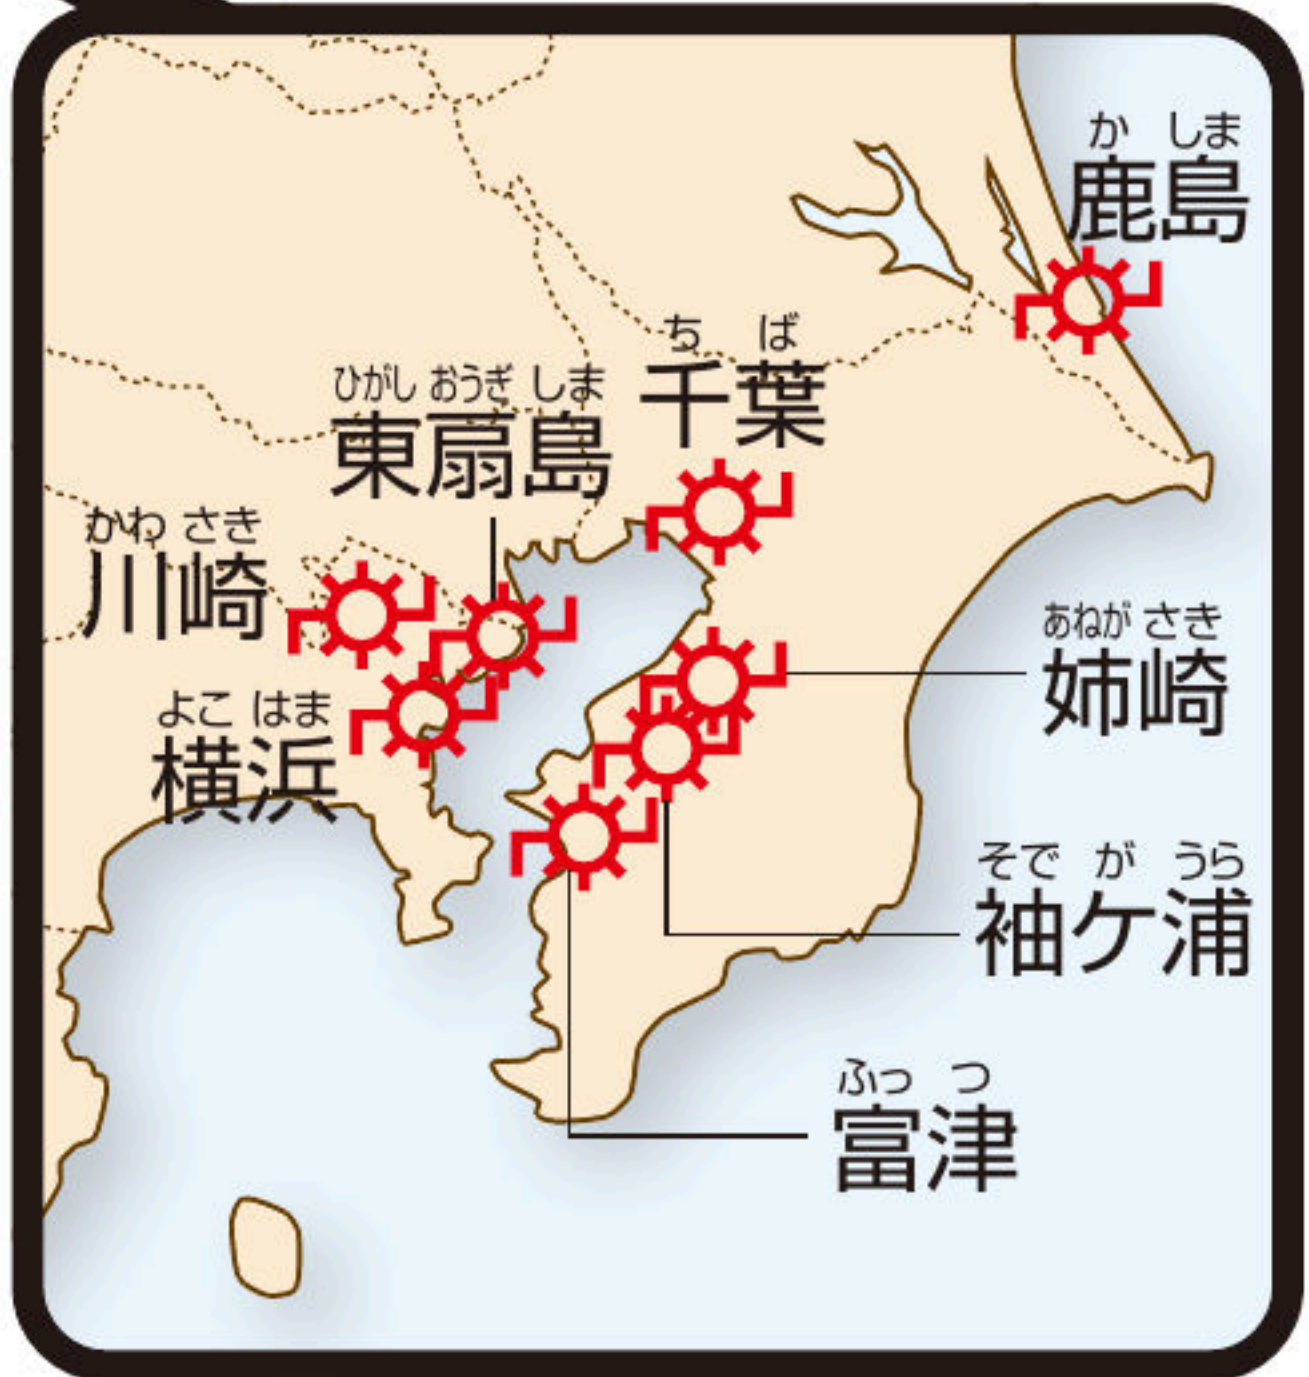 か しま
鹿島
ち ば
千葉
ひがし おうぎ しま
東扇島
かわ さき
川崎
あねが さき
姉崎
よこ はま
横浜
そで が うら
袖ケ浦
ふっ つ
富津